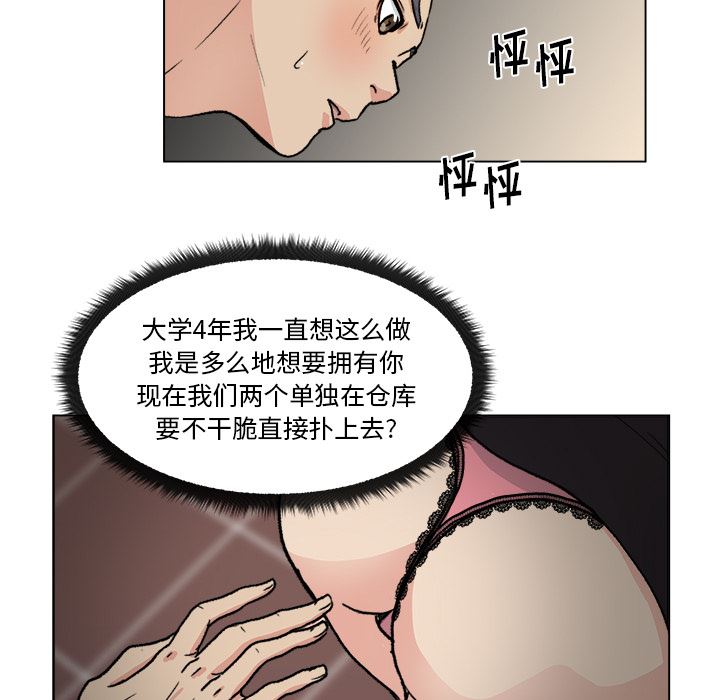 怦怦
怦怦
大学4年我一直想这么做
我是多么地想要拥有你
现在我们两个单独在仓库
要不干脆直接扑上去?